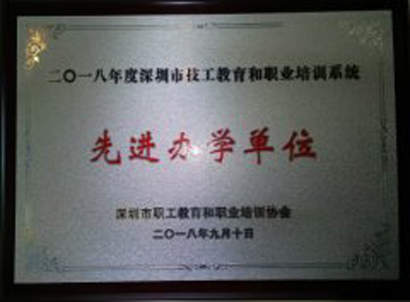 二〇一八年度深圳市技工教育和职业培训系统
先进办学单位
深圳市职工教育和职业培训协会
二〇一八年九月十日